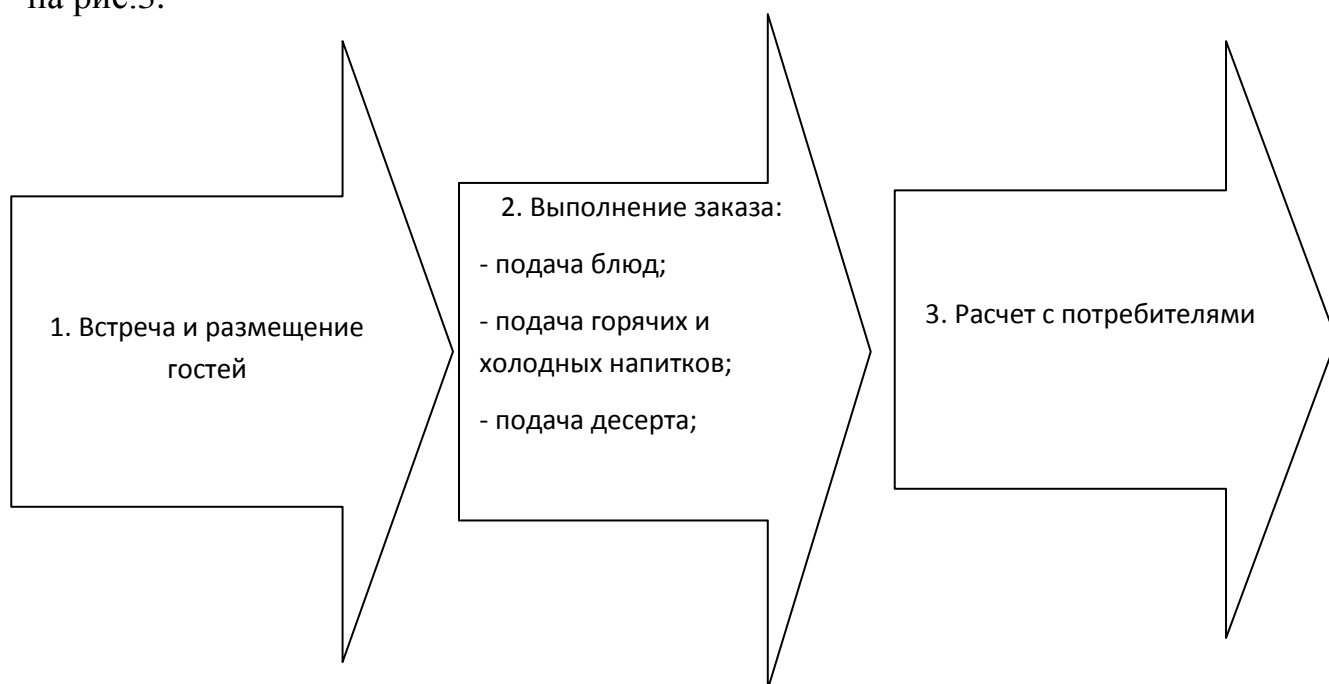 на рис.3.
1. Встреча и размещение
гостей
2. Выполнение заказа:
- подача блюд;
- подача горячих и
холодных напитков;
- подача десерта;
3. Расчет с потребителями